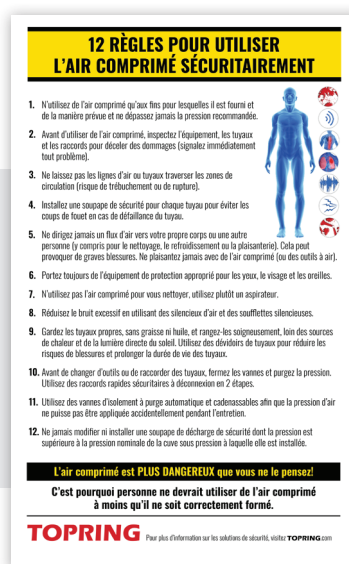 12 RÈGLES POUR UTILISER
L'AIR COMPRIMÉ SÉCURITAIREMENT
1. N'utilisez de l'air comprimé qu'aux fins pour lesquelles il est fourni et
de la manière prévue et ne dépassez jamais la pression recommandée.
2. Avant d'utiliser de l'air comprimé, inspectez l'équipement, les tuyaux
et les raccords pour déceler des dommages (signalez immédiatement
tout problème).
3. Ne laissez pas les lignes d'air ou tuyaux traverser les zones de
circulation (risque de trébuchement ou de rupture).
4. Installez une soupape de sécurité pour chaque tuyau pour éviter les
coups de fouet en cas de défaillance du tuyau.
5. Ne dirigez jamais un flux d'air vers votre propre corps ou une autre
personne (y compris pour le nettoyage, le refroidissement ou la plaisanterie). Cela peut
provoquer de graves blessures. Ne plaisantez jamais avec de l'air comprimé (ou des outils à air).
6. Portez toujours de l'équipement de protection approprié pour les yeux, le visage et les oreilles.
7. N'utilisez pas l'air comprimé pour vous nettoyer, utilisez plutôt un aspirateur.
8. Réduisez le bruit excessif en utilisant des silencieux d'air et des soufflettes silencieuses.
9. Gardez les tuyaux propres, sans graisse ni huile, et rangez-les soigneusement, loin des sources
de chaleur et de la lumière directe du soleil. Utilisez des dévidoirs de tuyaux pour réduire les
risques de blessures et prolonger la durée de vie des tuyaux.
10. Avant de changer d'outils ou de raccorder des tuyaux, fermez les vannes et purgez la pression.
Utilisez des raccords rapides sécuritaires à déconnexion en 2 étapes.
11. Utilisez des vannes d'isolement à purge automatique et cadenassables afin que la pression d'air
ne puisse pas être appliquée accidentellement pendant l'entretien.
12. Ne jamais modifier ni installer une soupape de décharge de sécurité dont la pression est
supérieure à la pression nominale de la cuve sous pression à laquelle elle est installée.
L'air comprimé est PLUS DANGEREUX que vous ne le pensez!
C'est pourquoi personne ne devrait utiliser de l'air comprimé
à moins qu'il ne soit correctement formé.
TOPRING Pour plus d'information sur les solutions de sécurité, visitez TOPRING.com